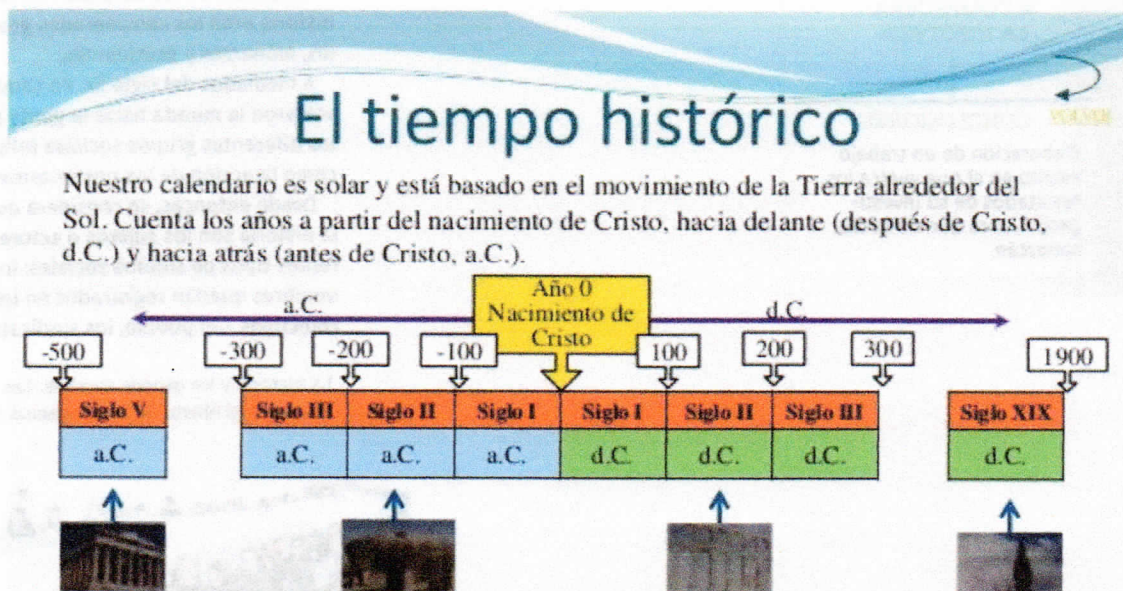 El tiempo histórico
Nuestro calendario es solar y está basado en el movimiento de la Tierra alrededor del
Sol. Cuenta los años a partir del nacimiento de Cristo, hacia delante (después de Cristo,
d.C.) y hacia atrás (antes de Cristo, a.C.).
a.C.
Año 0
Nacimiento de
Cristo
d.C.
-500
-300
-200
-100
100
200
300
1900
Siglo V
Siglo III
Siglo II
Siglo I
Siglo I
Siglo II
Siglo III
Siglo XIX
a.C.
a.C.
a.C.
a.C.
d.C.
d.C.
d.C.
d.C.